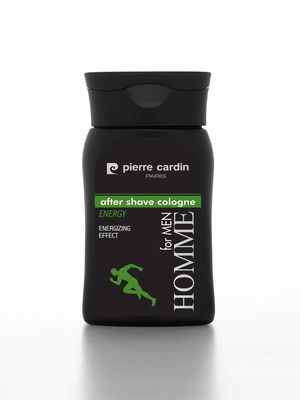 pierre cardin
PARIS
after shave cologne
ENERGY
ENERGIZING
EFFECT
for MEN
HOMME